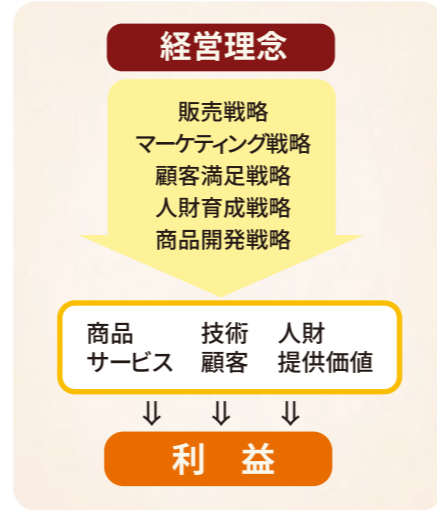 経営理念
販売戦略
マーケティング戦略
顧客満足戦略
人財育成戦略
商品開発戦略
商品 技術 人財
サービス 顧客 提供価値
⇓ ⇓ ⇓
利 益